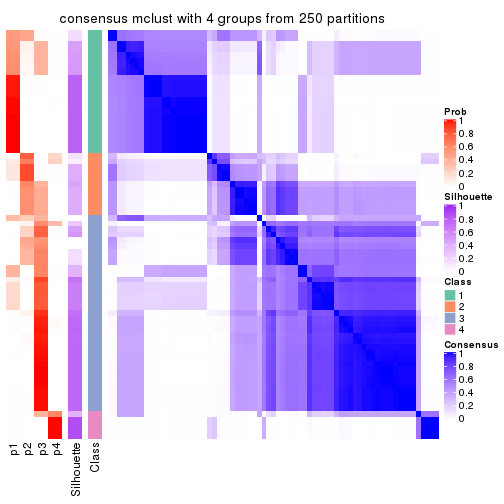 consensus mclust with 4 groups from 250 partitions
Prob
1
0.8
0.6
0.4
0.2
0
Silhouette
1
0.8
0.6
0.4
0.2
0
Class
1
2
3
4
Consensus
1
0.8
0.6
0.4
0.2
0
p1
p2
p3
p4
Silhouette
Class